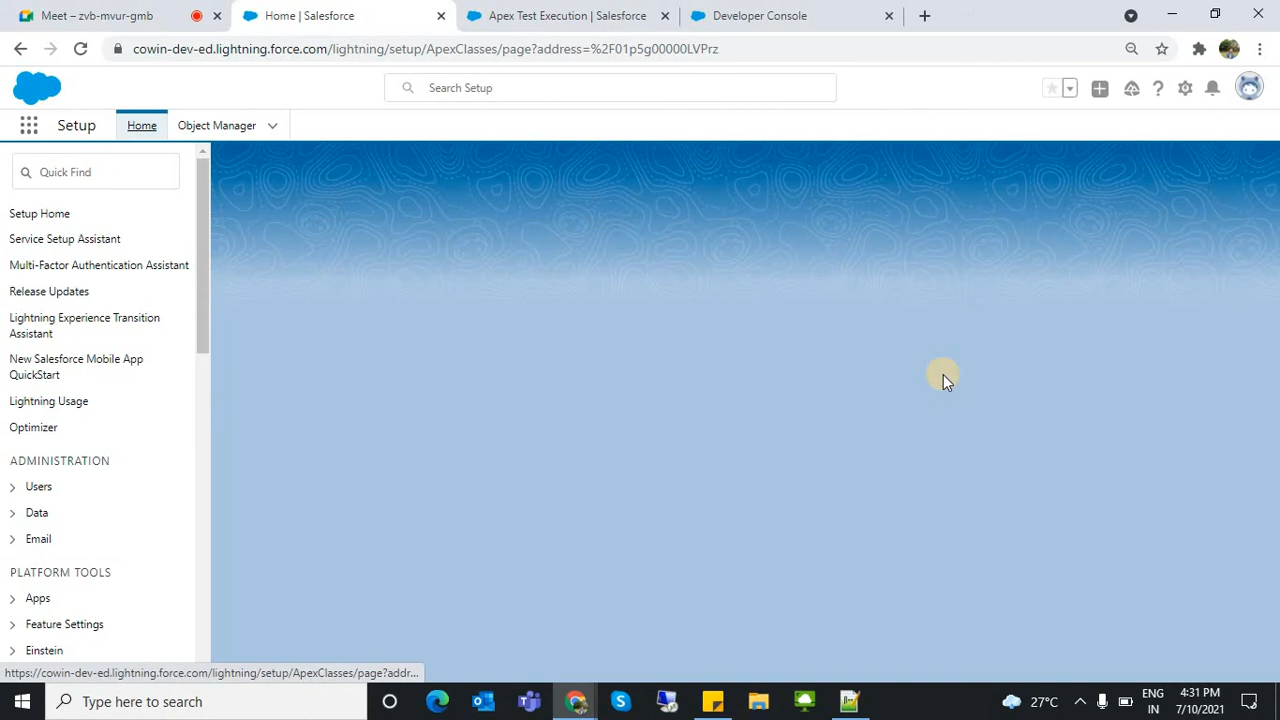 Meet – zvb-mvur-gmb
Home | Salesforce
Apex Test Execution | Salesforce
Developer Console
cowin-dev-ed.lightning.force.com/lightning/setup/ApexClasses/page?address=%2F01p5g00000LVPrz
Search Setup
Setup
Home
Object Manager
Quick Find
Setup Home
Service Setup Assistant
Multi-Factor Authentication Assistant
Release Updates
Lightning Experience Transition
Assistant
New Salesforce Mobile App
QuickStart
Lightning Usage
Optimizer
ADMINISTRATION
Users
Data
Email
PLATFORM TOOLS
Apps
Feature Settings
Einstein
https://cowin-dev-ed.lightning.force.com/lightning/setup/ApexClasses/page?addr...
Type here to search
27°C
ENG
IN
4:31 PM
7/10/2021